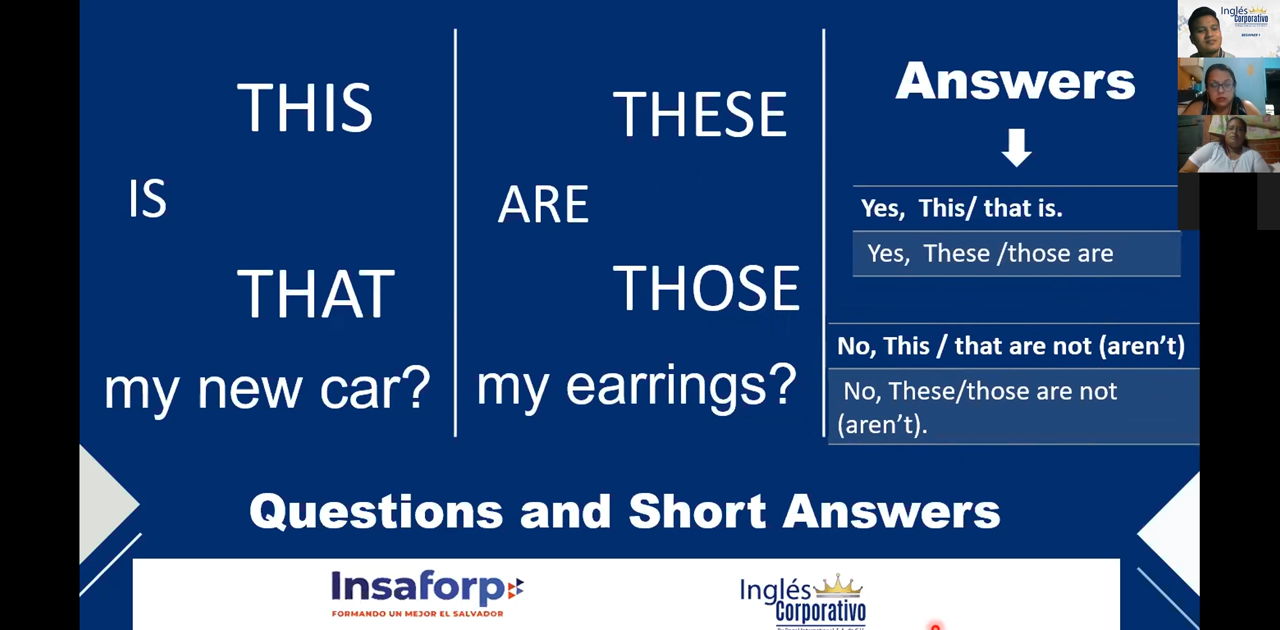 THIS
IS
THAT
my new car?
THESE
ARE
THOSE
my earrings?
Answers
Yes, This/ that is.
Yes, These /those are
No, This / that are not (aren’t)
No, These/those are not
(aren’t).
Questions and Short Answers
Insaforp
FORMANDO UN MEJOR EL SALVADOR
Inglés
Corporativo
Inglés
Corporativo